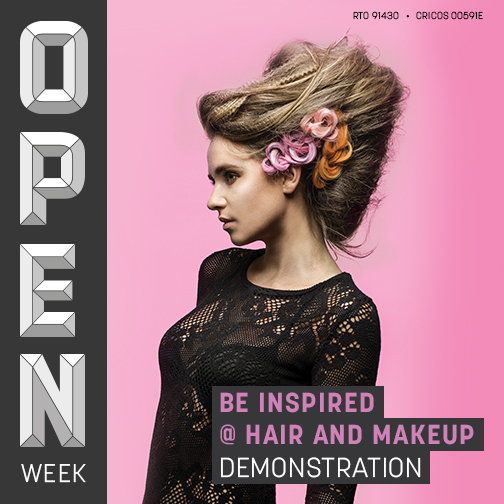 OPEN
WEEK
RTO 91430 • CRICOS 00591E
BE INSPIRED
@ HAIR AND MAKEUP
DEMONSTRATION